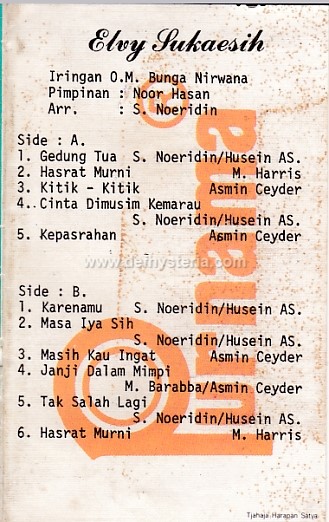 Elvy Sukaesih
Iringan O.M. Bunga Nirwana
Pimpinan : Noor Hasan
Arr. : S. Noeridin
Side : A.
1. Gedung Tua S. Noeridin/Husein AS.
2. Hasrat Murni M. Harris
3. Kitik - Kitik Asmin Ceyder
4. Cinta Dimusim Kemarau
S. Noeridin/Husein AS.
5. Kepasrahan Asmin Ceyder
www.delhysteria.com
Side : B.
1. Karenamu S. Noeridin/Husein AS.
2. Masa Iya Sih
S. Noeridin/Husein AS.
3. Masih Kau Ingat Asmin Ceyder
4. Janji Dalam Mimpi
M. Barabba/Asmin Ceyder
5. Tak Salah Lagi
S. Noeridin/Husein AS.
6. Hasrat Murni M. Harris
Tjahaja Harapan Satya